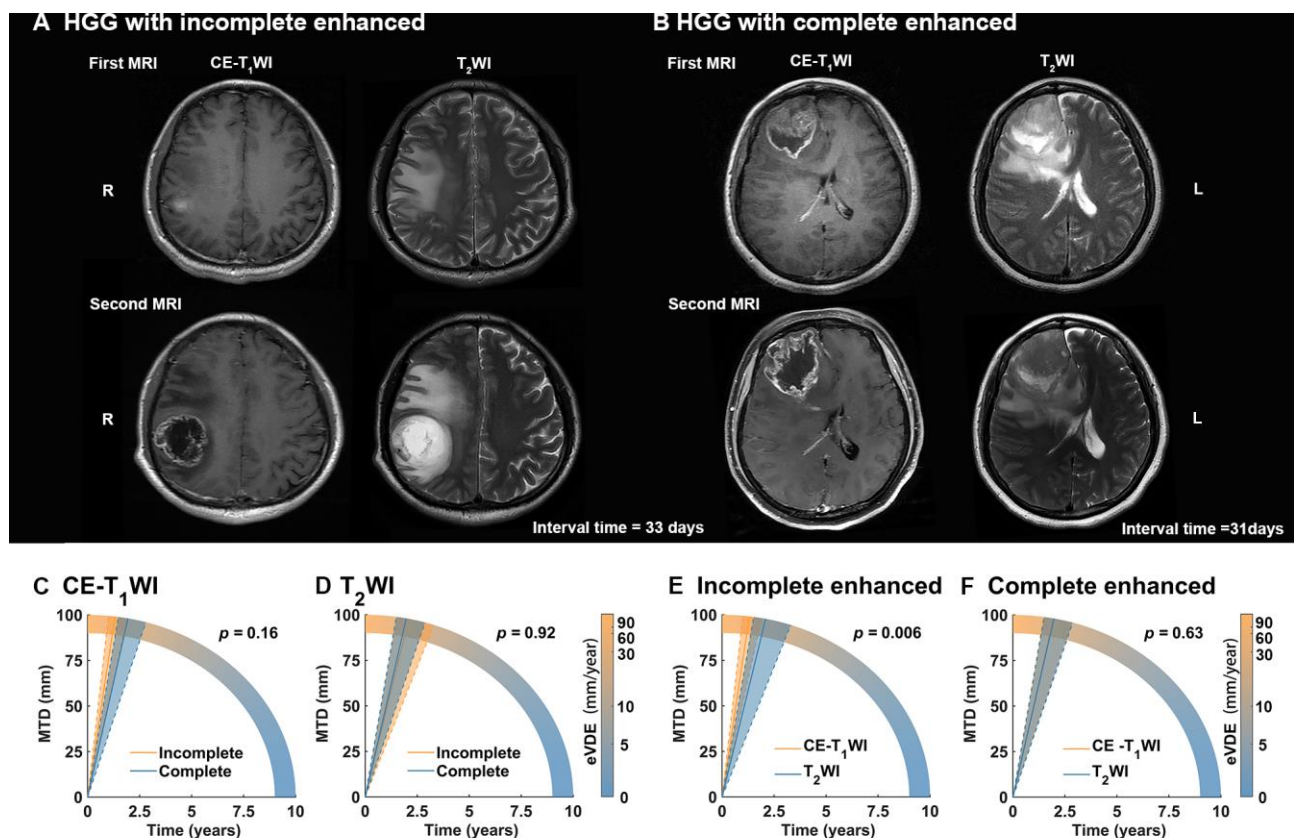 A HGG with incomplete enhanced
First MRI
CE-T₁WI
T₂WI
R
Second MRI
R
Interval time = 33 days
B HGG with complete enhanced
First MRI
CE-T₁WI
T₂WI
L
Second MRI
L
Interval time =31days
C CE-T₁WI
MTD (mm)
100
75
50
25
0
p = 0.16
Incomplete
Complete
0 2.5 5 7.5 10
Time (years)
D T₂WI
MTD (mm)
100
75
50
25
0
p = 0.92
Incomplete
Complete
0 2.5 5 7.5 10
Time (years)
eVDE (mm/year)
90
60
30
10
5
0
E Incomplete enhanced
MTD (mm)
100
75
50
25
0
p = 0.006
CE-T₁WI
T₂WI
0 2.5 5 7.5 10
Time (years)
F Complete enhanced
MTD (mm)
100
75
50
25
0
p = 0.63
CE -T₁WI
T₂WI
0 2.5 5 7.5 10
Time (years)
eVDE (mm/year)
90
60
30
10
5
0